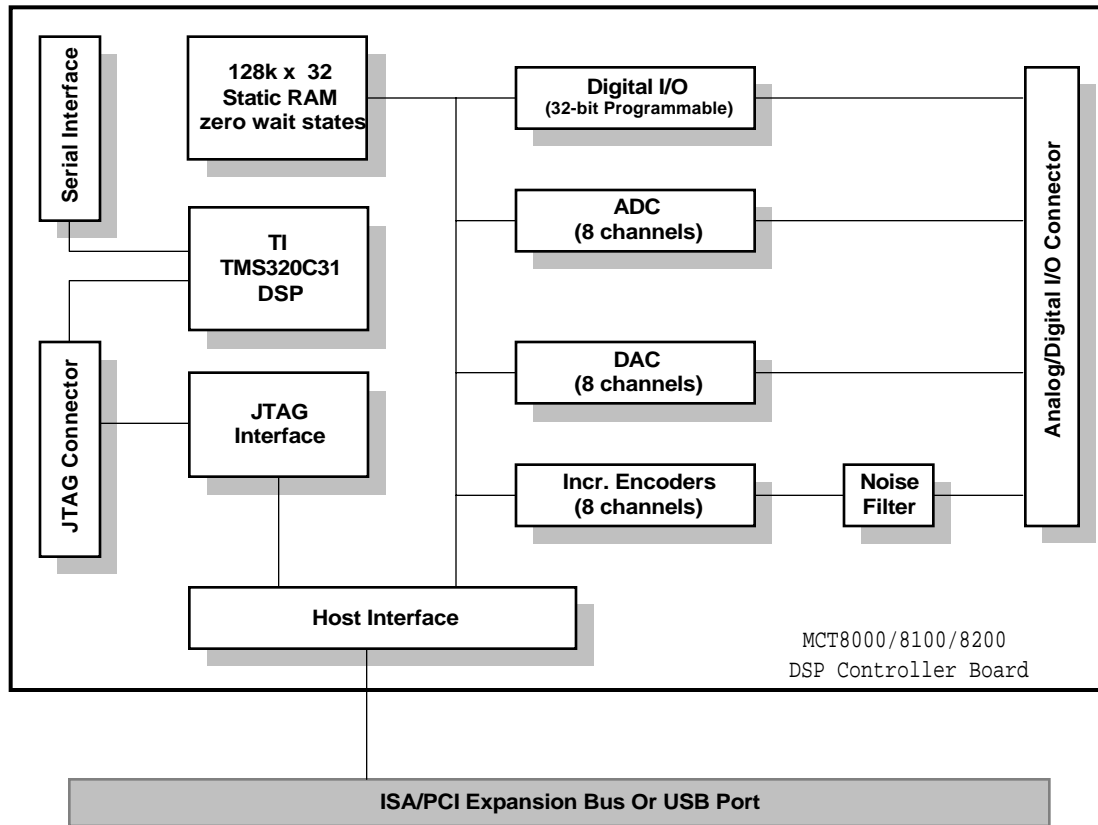 Serial Interface
128k x 32
Static RAM
zero wait states
Digital I/O
(32-bit Programmable)
ADC
(8 channels)
TI
TMS320C31
DSP
Analog/Digital I/O Connector
JTAG Connector
JTAG
Interface
DAC
(8 channels)
Incr. Encoders
(8 channels)
Noise
Filter
Host Interface
MCT8000/8100/8200
DSP Controller Board
ISA/PCI Expansion Bus Or USB Port